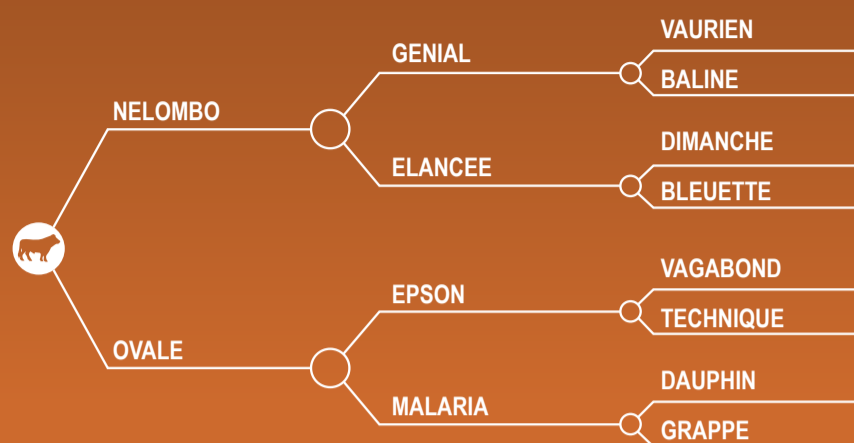 VAURIEN
GENIAL
BALINE
NELOMBO
DIMANCHE
ELANCEE
BLEUETTE
VAGABOND
EPSON
TECHNIQUE
OVALE
DAUPHIN
MALARIA
GRAPPE